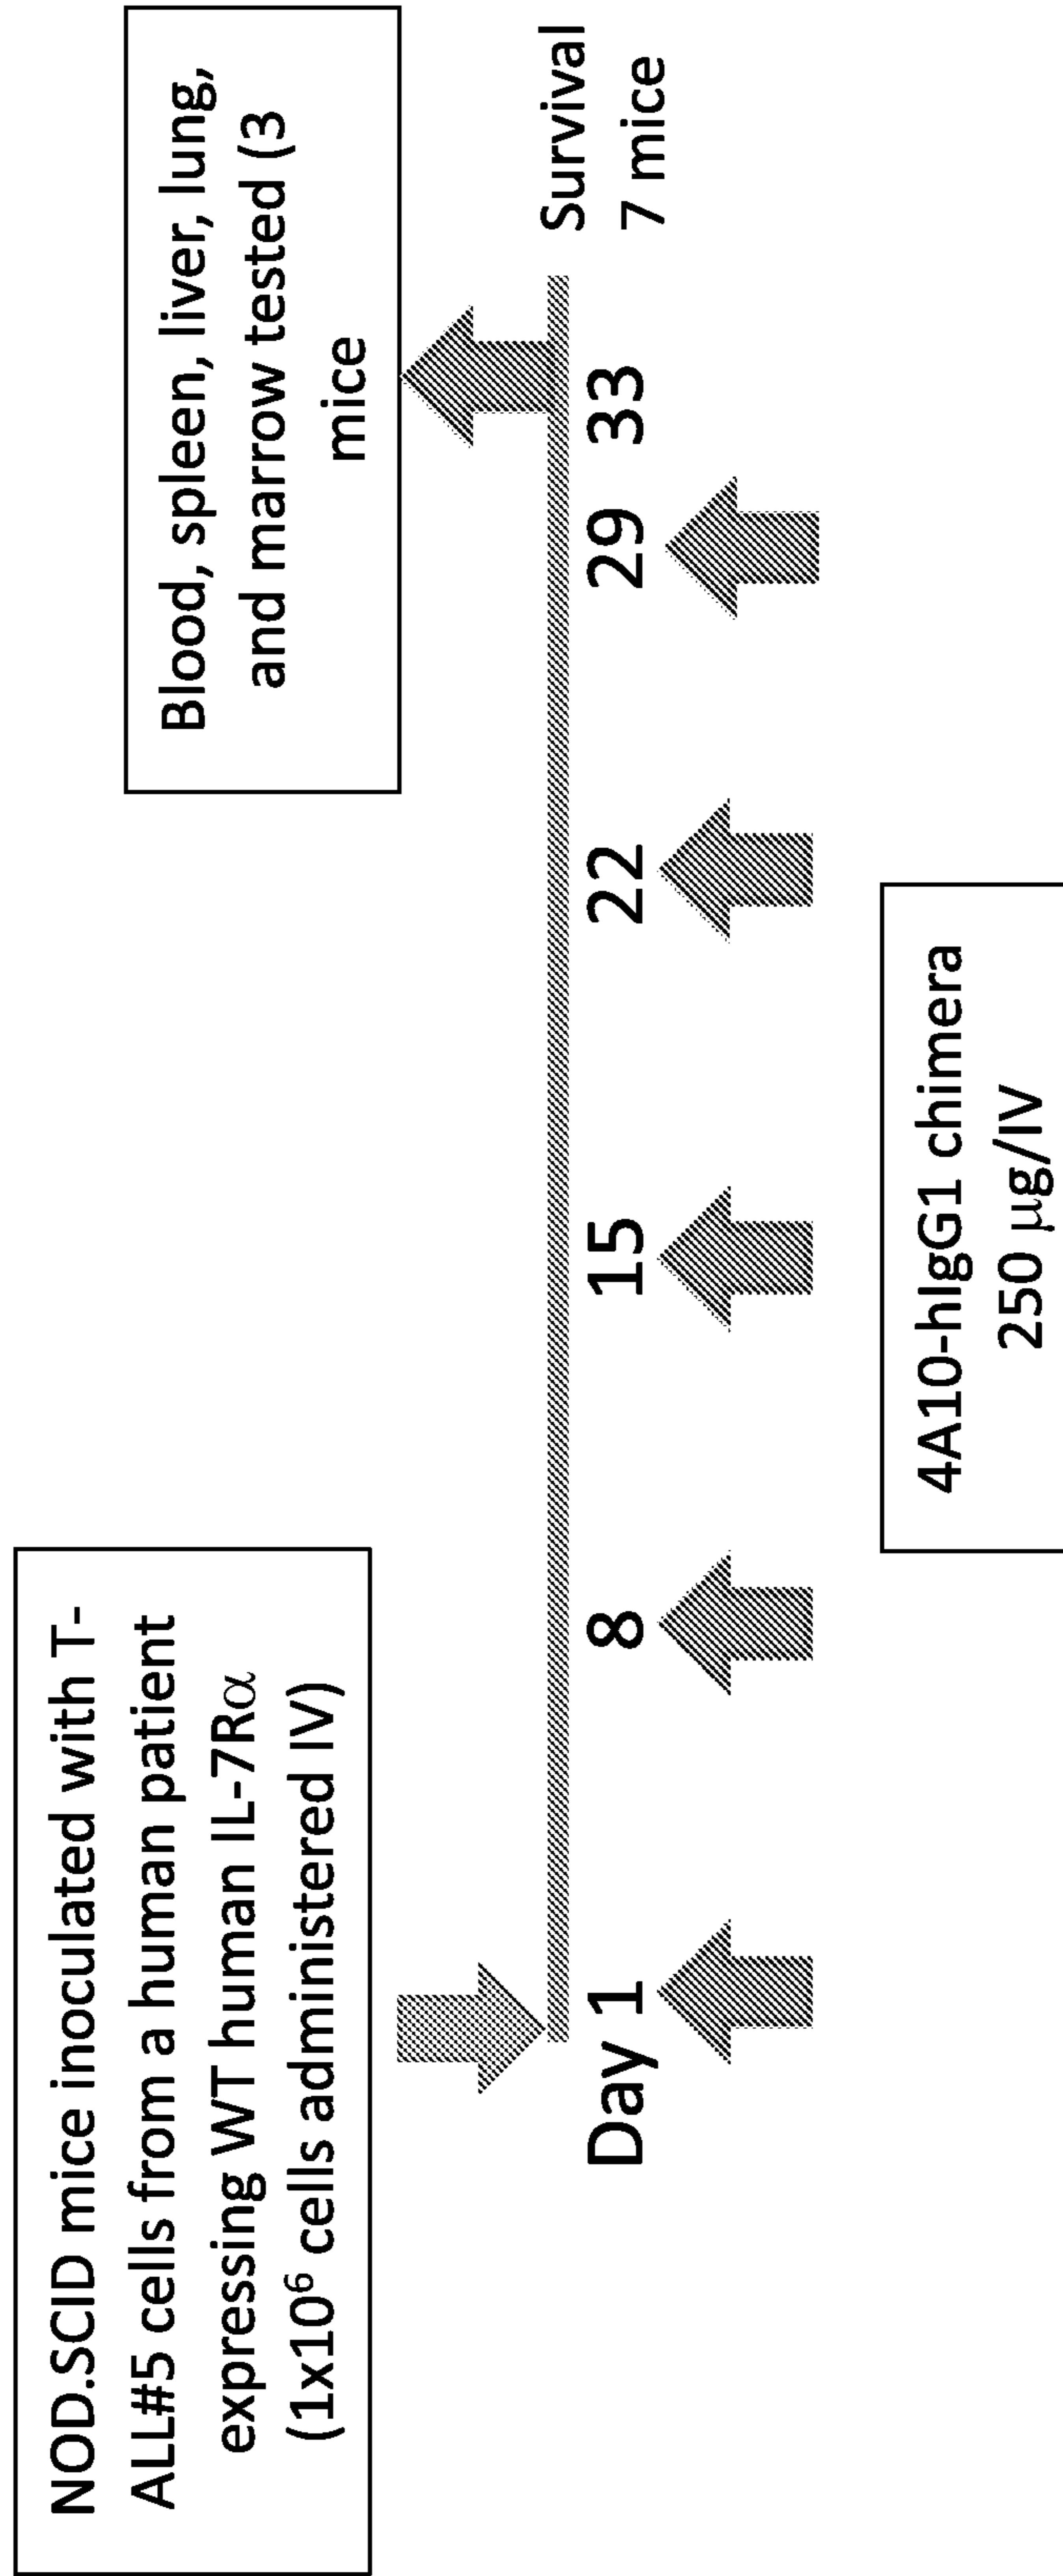 NOD.SCID mice inoculated with T-
ALL#5 cells from a human patient
expressing WT human IL-7Rα
(1x10⁶ cells administered IV)
Blood, spleen, liver, lung,
and marrow tested (3
mice
Day 1 8 15 22 29 33
Survival
7 mice
4A10-hIgG1 chimera
250 μg/IV